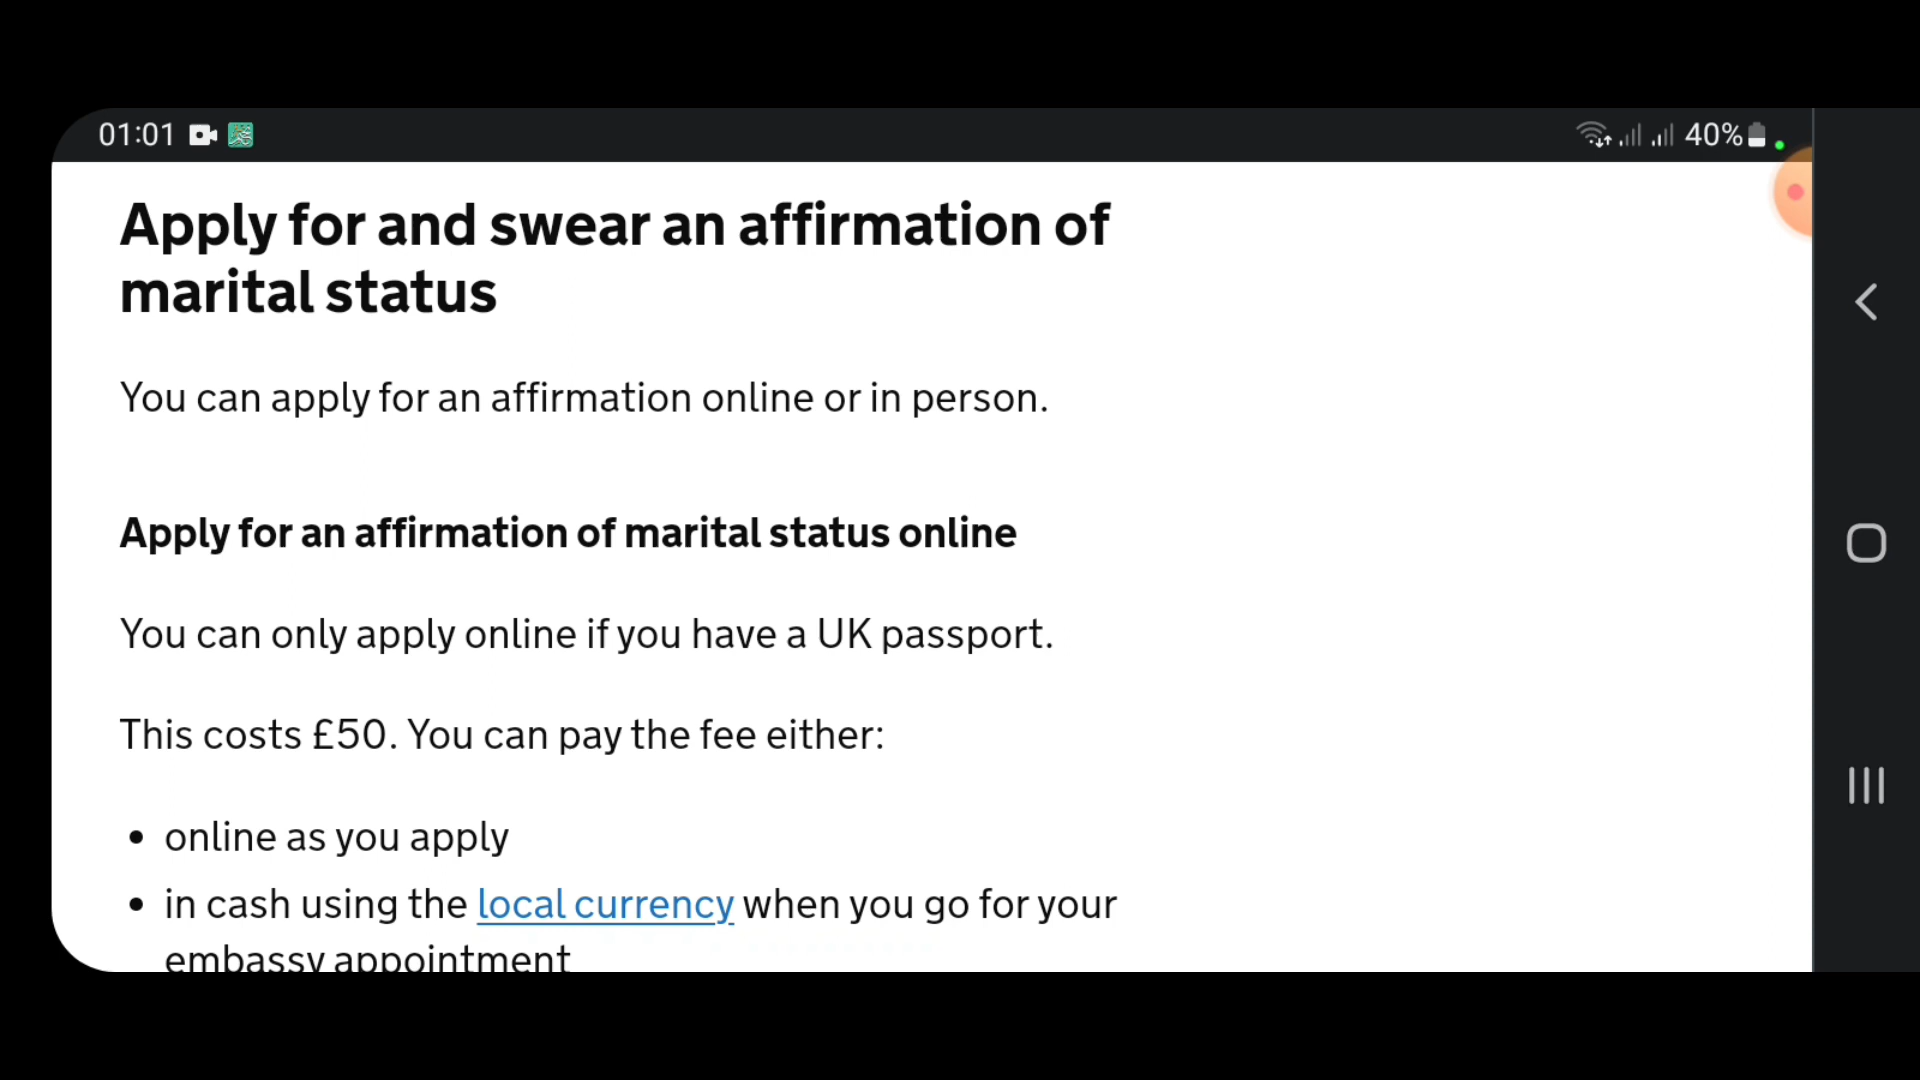 01:01
40%
Apply for and swear an affirmation of
marital status
You can apply for an affirmation online or in person.
Apply for an affirmation of marital status online
You can only apply online if you have a UK passport.
This costs £50. You can pay the fee either:
• online as you apply
• in cash using the local currency when you go for your
embassy appointment